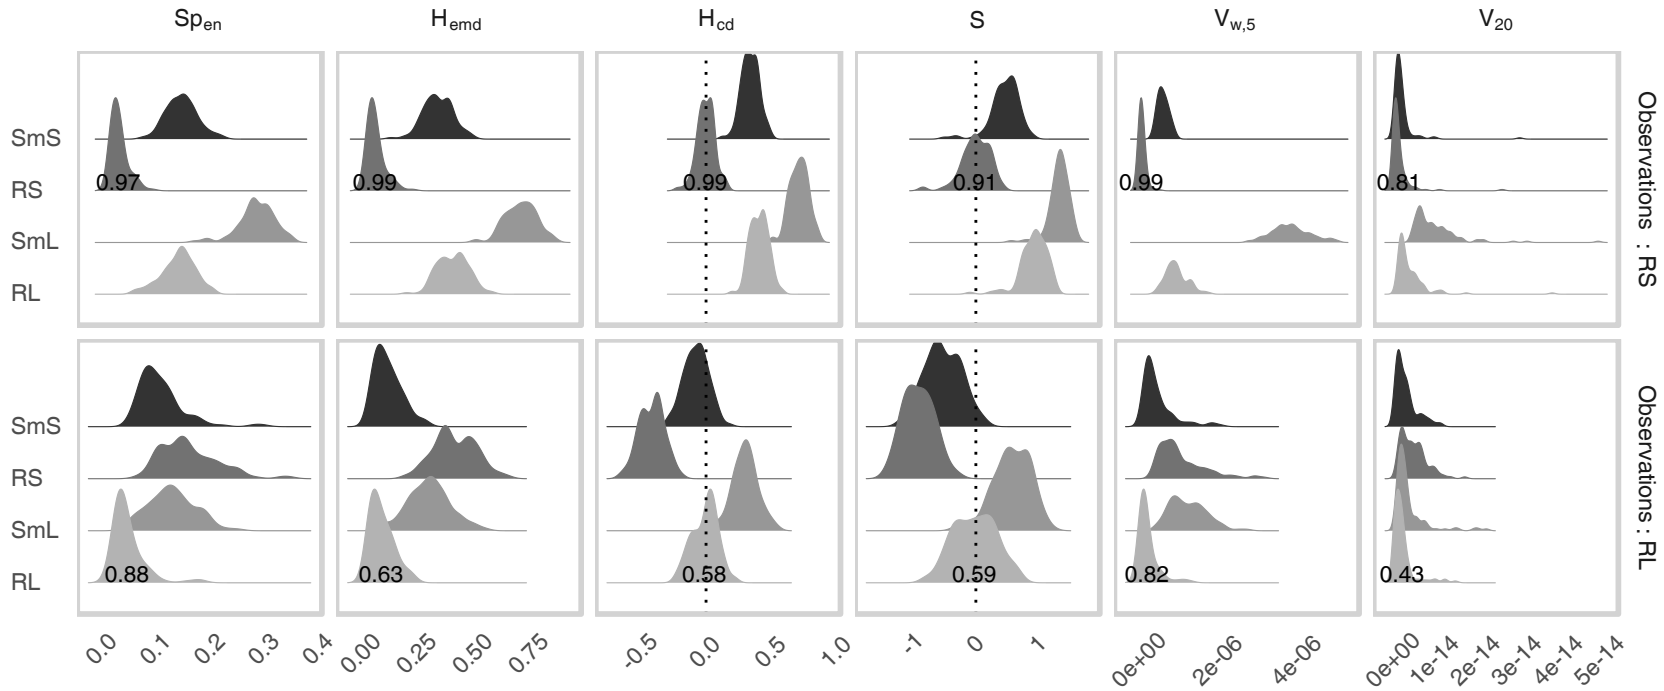 Sp_en H_emd H_cd S V_w,5 V_20
SmS
RS 0.97 0.99 0.99 0.91 0.99 0.81
SmL
RL
Observations : RS
SmS
RS
SmL
RL 0.88 0.63 0.58 0.59 0.82 0.43
Observations : RL
0.0 0.1 0.2 0.3 0.4 0.00 0.25 0.50 0.75 -0.5 0.0 0.5 1.0 -1 0 1 0e+00 2e-06 4e-06 0e+00 1e-14 2e-14 3e-14 4e-14 5e-14